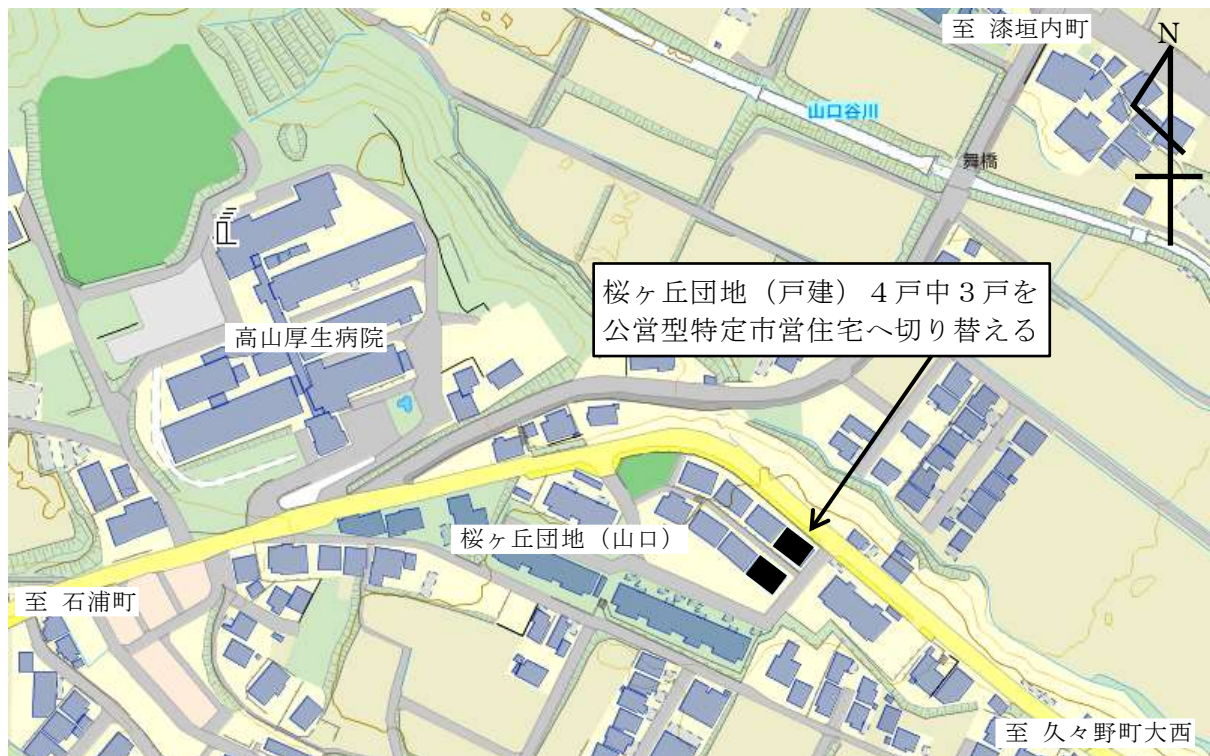 至 漆垣内町
N
山口谷川
舞橋
桜ヶ丘団地（戸建）４戸中３戸を
公営型特定市営住宅へ切り替える
高山厚生病院
桜ヶ丘団地（山口）
至 石浦町
至 久々野町大西